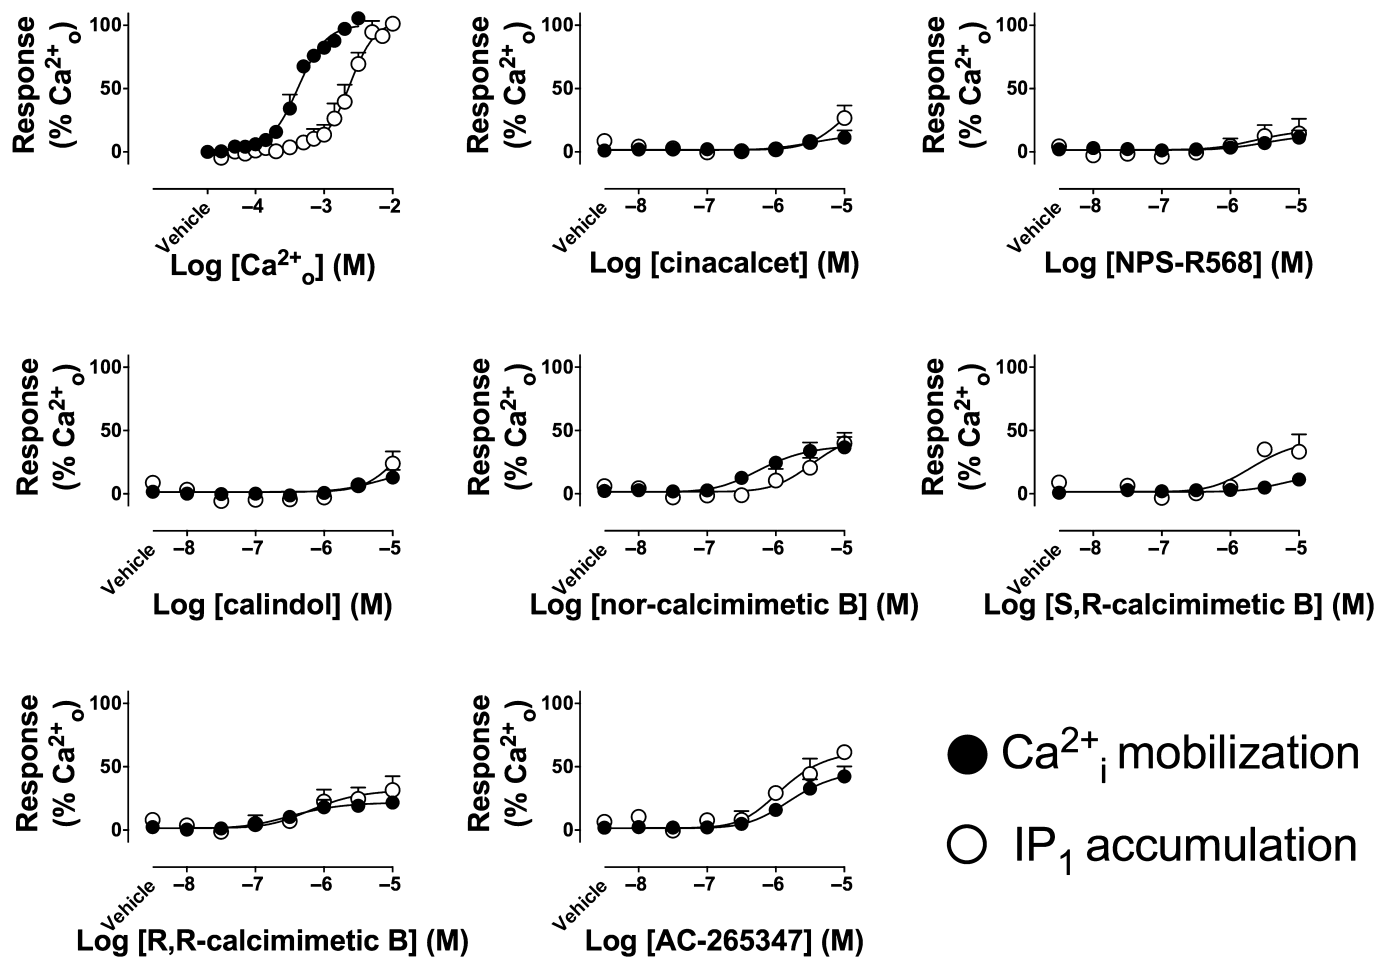 Response (% Ca²⁺ₒ)
100
50
0
Vehicle –4 –3 –2
Log [Ca²⁺ₒ] (M)
Response (% Ca²⁺ₒ)
100
50
0
Vehicle –8 –7 –6 –5
Log [cinacalcet] (M)
Response (% Ca²⁺ₒ)
100
50
0
Vehicle –8 –7 –6 –5
Log [NPS-R568] (M)
Response (% Ca²⁺ₒ)
100
50
0
Vehicle –8 –7 –6 –5
Log [calindol] (M)
Response (% Ca²⁺ₒ)
100
50
0
Vehicle –8 –7 –6 –5
Log [nor-calcimimetic B] (M)
Response (% Ca²⁺ₒ)
100
50
0
Vehicle –8 –7 –6 –5
Log [S,R-calcimimetic B] (M)
Response (% Ca²⁺ₒ)
100
50
0
Vehicle –8 –7 –6 –5
Log [R,R-calcimimetic B] (M)
Response (% Ca²⁺ₒ)
100
50
0
Vehicle –8 –7 –6 –5
Log [AC-265347] (M)
Ca²⁺ᵢ mobilization
IP₁ accumulation